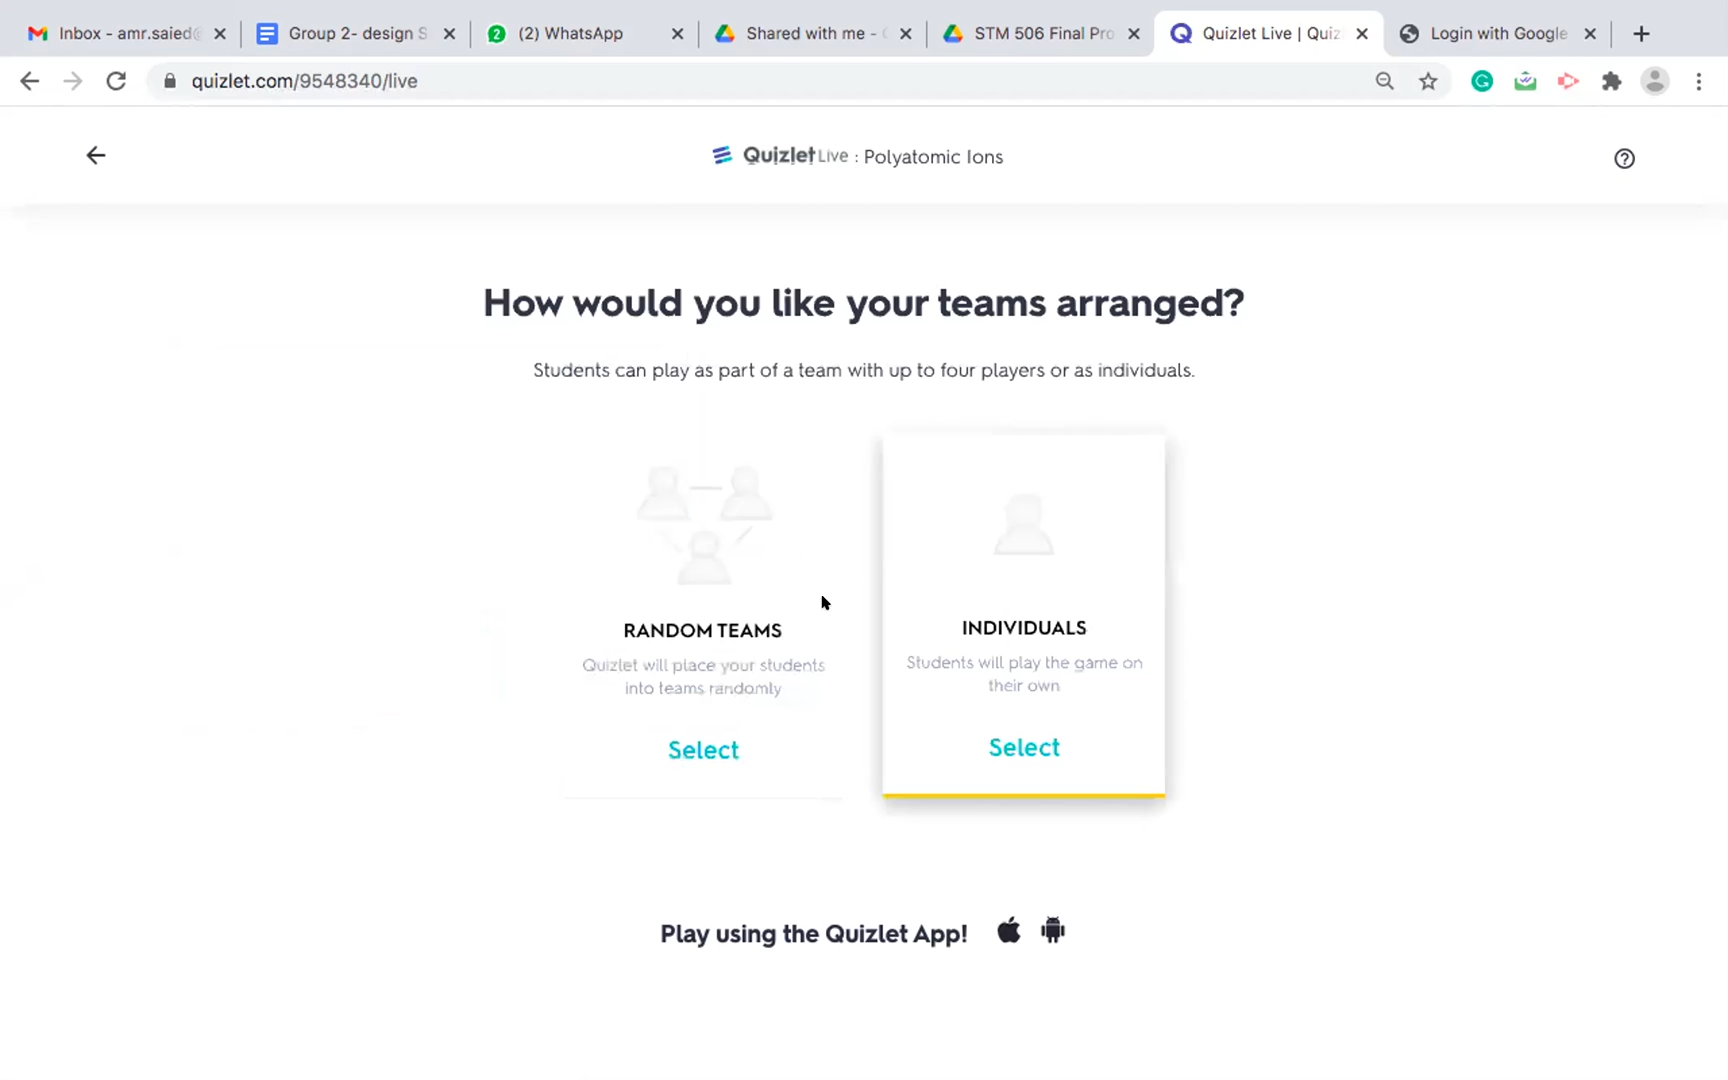 Inbox - amr.saied@
Group 2- design S
(2) WhatsApp
Shared with me -
STM 506 Final Pro
Quizlet Live | Quiz
Login with Google
quizlet.com/9548340/live
Quizlet Live : Polyatomic Ions
How would you like your teams arranged?
Students can play as part of a team with up to four players or as individuals.
RANDOM TEAMS
Quizlet will place your students
into teams randomly
Select
INDIVIDUALS
Students will play the game on
their own
Select
Play using the Quizlet App!